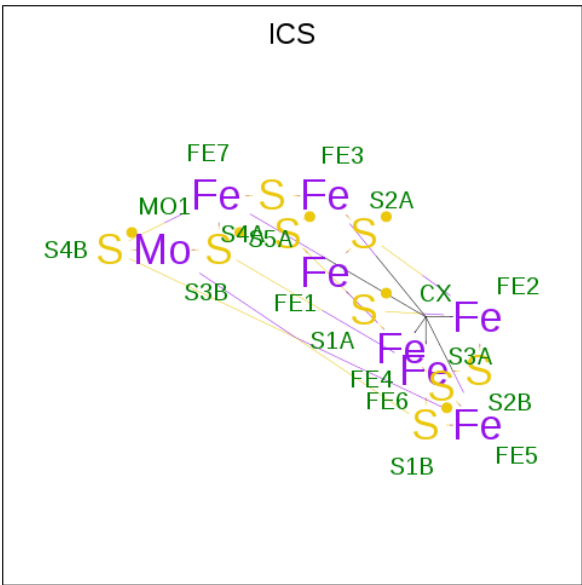 ICS
FE7
FE3
Fe S Fe
S2A
MO1
S4A
S5A
S S
S4B
S Mo S
Fe
S3B
FE1
S
CX
FE2
Fe
S1A
Fe
S3A
FE4
Fe
S
FE6
S
S2B
S
Fe
S1B
FE5